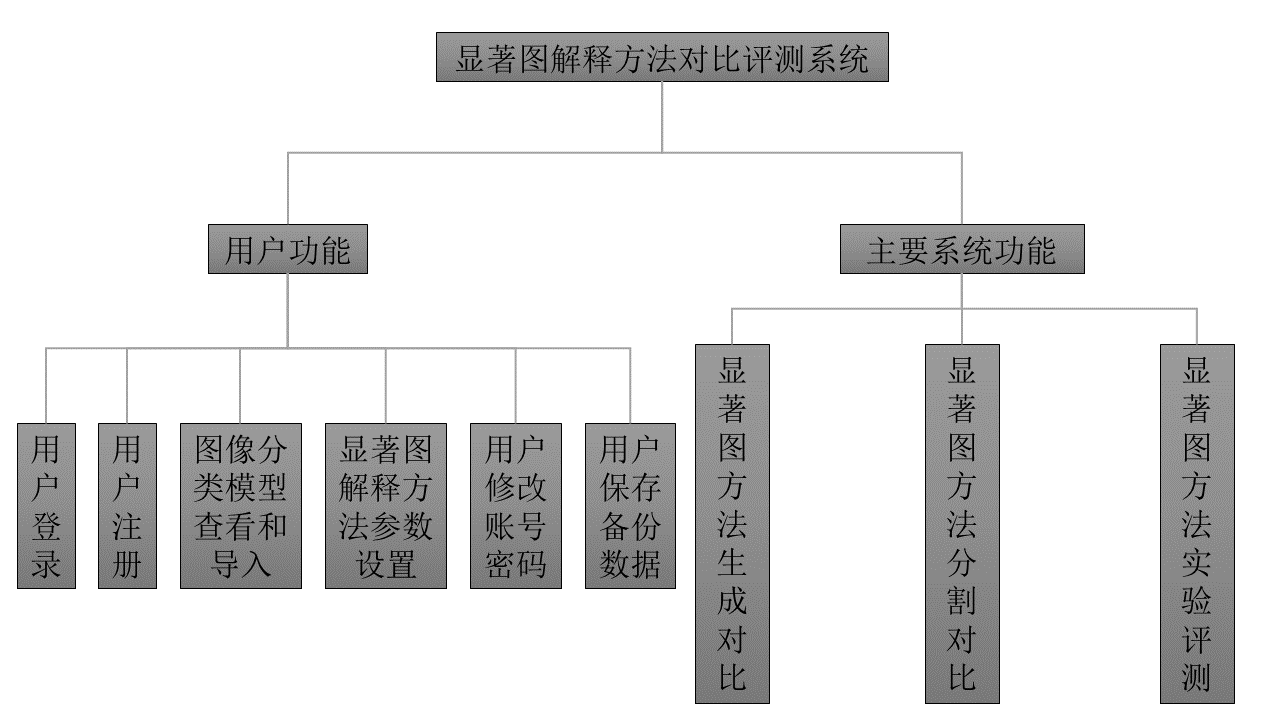 显著图解释方法对比评测系统
用户功能
主要系统功能
用
户
登
录
用
户
注
册
图像分
类模型
查看和
导入
显著图
解释方
法参数
设置
用户
修改
账号
密码
用户
保存
备份
数据
显
著
图
方
法
生
成
对
比
显
著
图
方
法
分
割
对
比
显
著
图
方
法
实
验
评
测